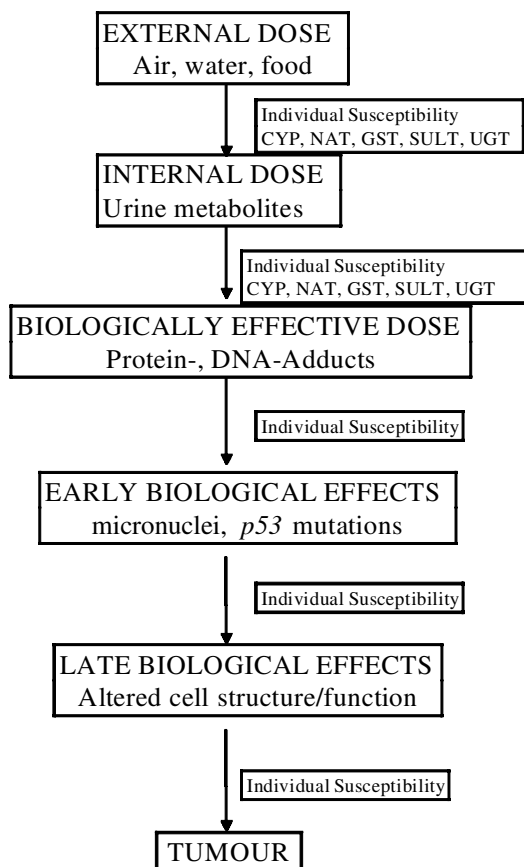 EXTERNAL DOSE
Air, water, food
Individual Susceptibility
CYP, NAT, GST, SULT, UGT
INTERNAL DOSE
Urine metabolites
Individual Susceptibility
CYP, NAT, GST, SULT, UGT
BIOLOGICALLY EFFECTIVE DOSE
Protein-, DNA-Adducts
Individual Susceptibility
EARLY BIOLOGICAL EFFECTS
micronuclei, p53 mutations
Individual Susceptibility
LATE BIOLOGICAL EFFECTS
Altered cell structure/function
Individual Susceptibility
TUMOUR